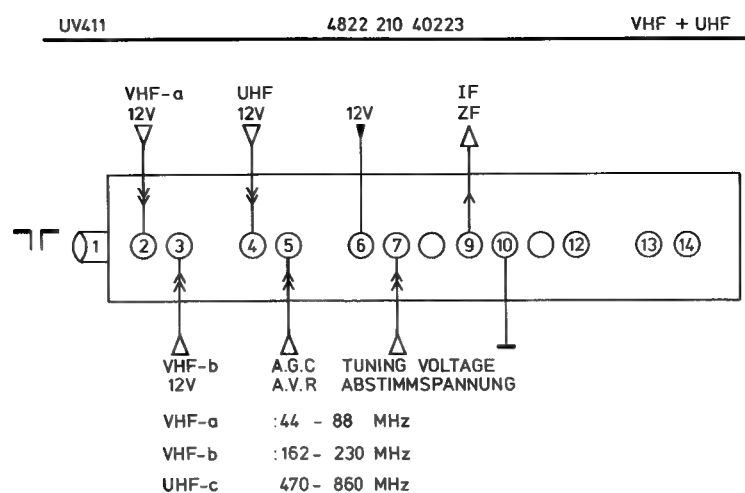 UV411 4822 210 40223 VHF + UHF
VHF-a UHF IF
12V 12V 12V ZF
1 2 3 4 5 6 7 9 10 12 13 14
VHF-b A.G.C TUNING VOLTAGE
12V A.V.R ABSTIMMSPANNUNG
VHF-a :44 - 88 MHz
VHF-b :162 - 230 MHz
UHF-c 470 - 860 MHz